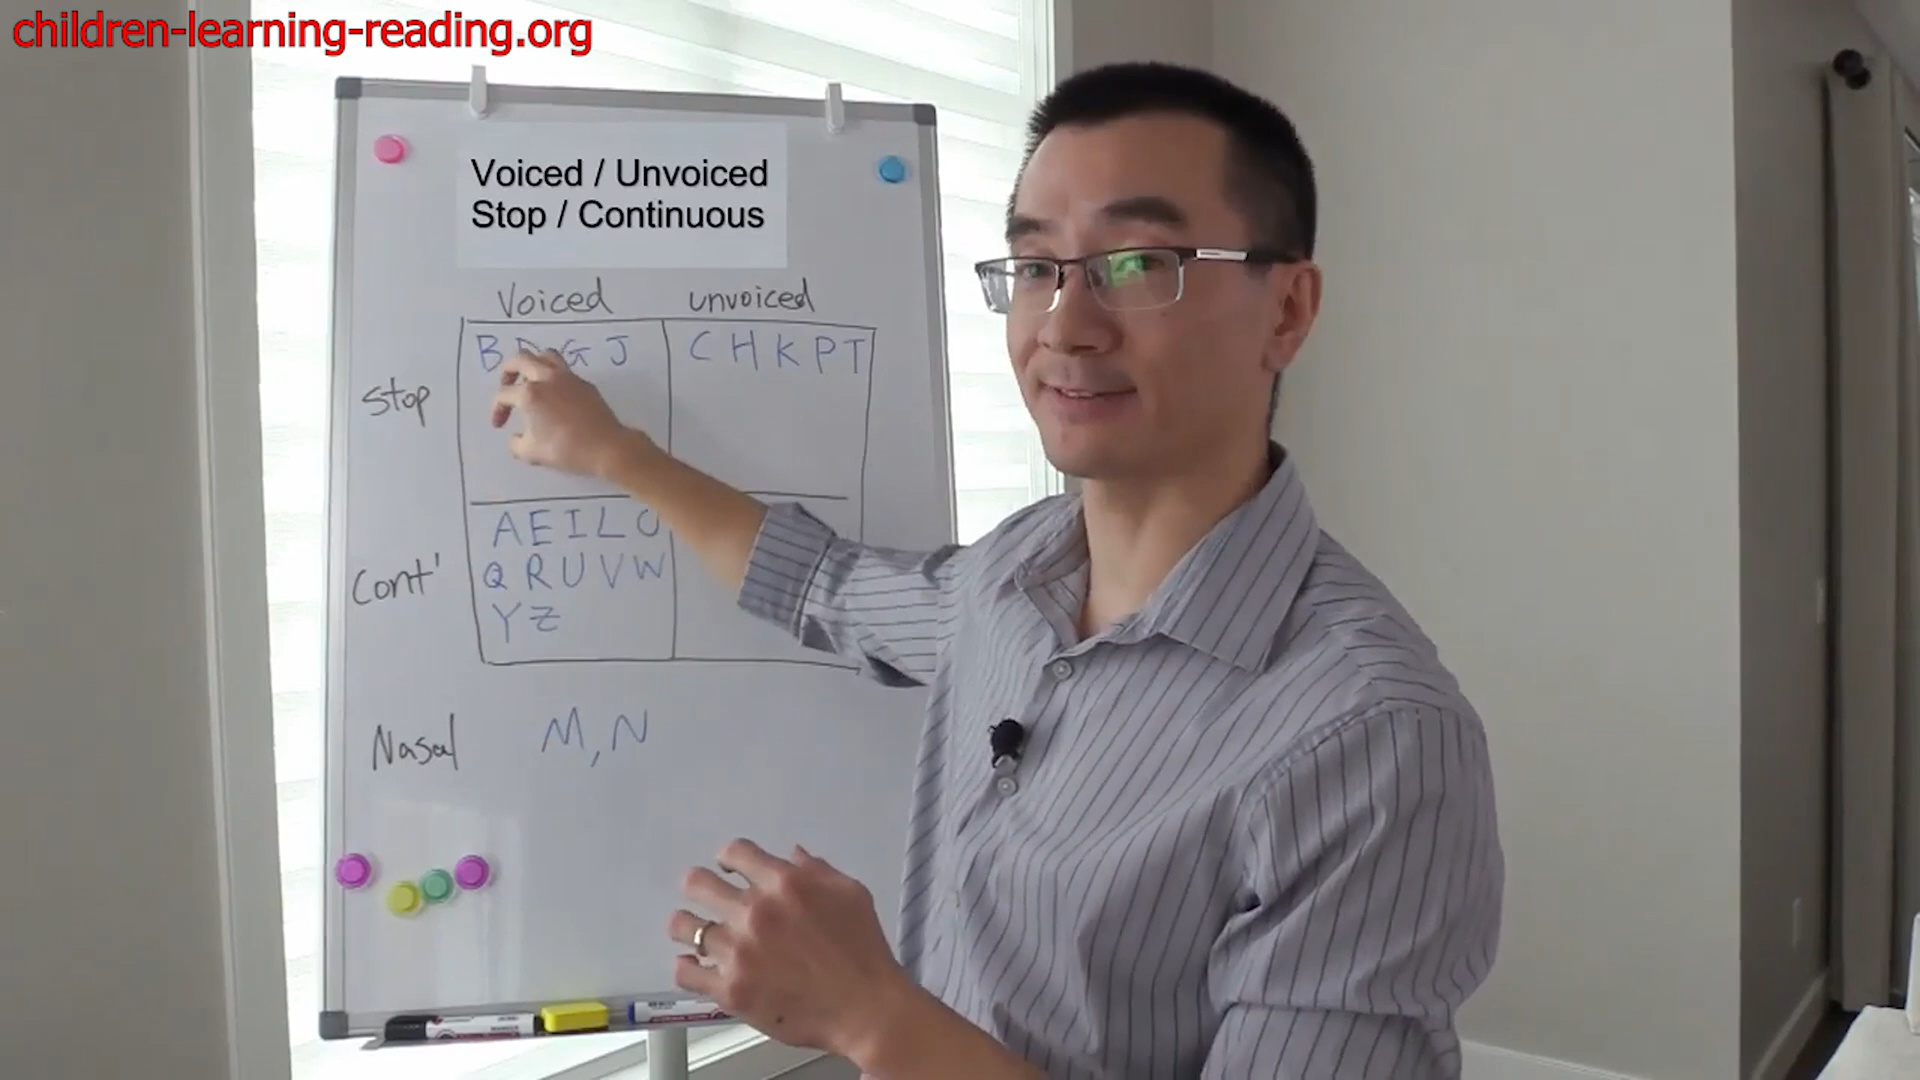 children-learning-reading.org
Voiced / Unvoiced
Stop / Continuous
Voiced unvoiced
B D G J C H K P T
Stop
A E I L O
Cont'
Q R U V W
Y Z
Nasal M, N